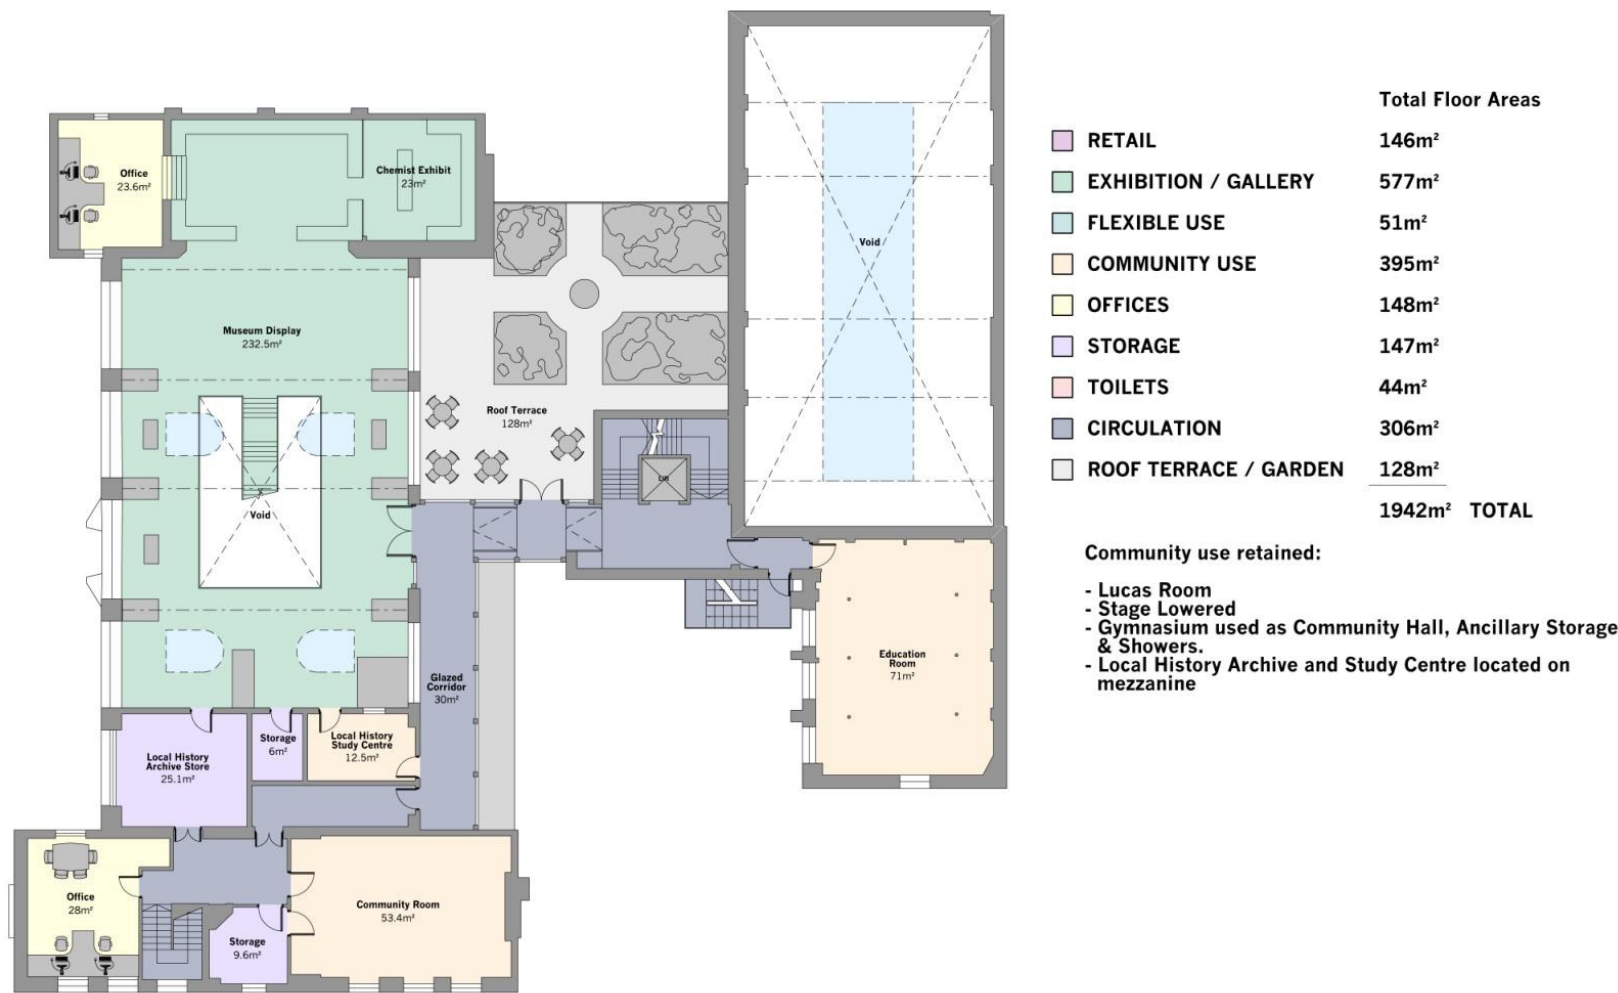 Office
23.6m²
Chemist Exhibit
23m²
Museum Display
232.5m²
Roof Terrace
128m²
Void
Void
Lift
Glazed
Corridor
30m²
Education
Room
71m²
Local History
Archive Store
25.1m²
Storage
6m²
Local History
Study Centre
12.5m²
Office
28m²
Storage
9.6m²
Community Room
53.4m²
Total Floor Areas
RETAIL 146m²
EXHIBITION / GALLERY 577m²
FLEXIBLE USE 51m²
COMMUNITY USE 395m²
OFFICES 148m²
STORAGE 147m²
TOILETS 44m²
CIRCULATION 306m²
ROOF TERRACE / GARDEN 128m²
1942m² TOTAL
Community use retained:
- Lucas Room
- Stage Lowered
- Gymnasium used as Community Hall, Ancillary Storage
& Showers.
- Local History Archive and Study Centre located on
mezzanine